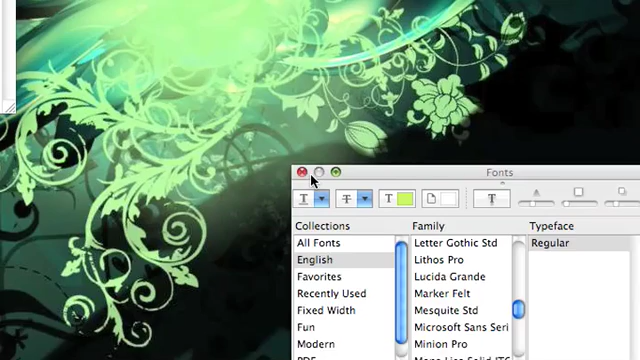 Fonts
Collections
Family
Typeface
All Fonts
Letter Gothic Std
Regular
English
Lithos Pro
Favorites
Lucida Grande
Recently Used
Marker Felt
Fixed Width
Mesquite Std
Fun
Microsoft Sans Seri
Modern
Minion Pro